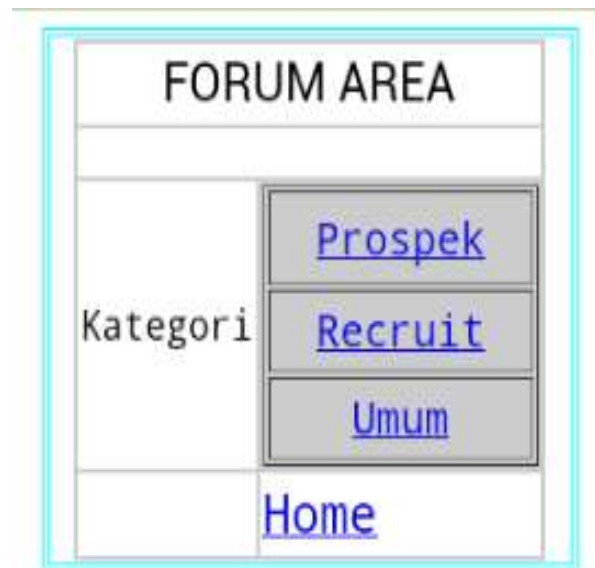 FORUM AREA
Prospek
Kategori
Recruit
Umum
Home